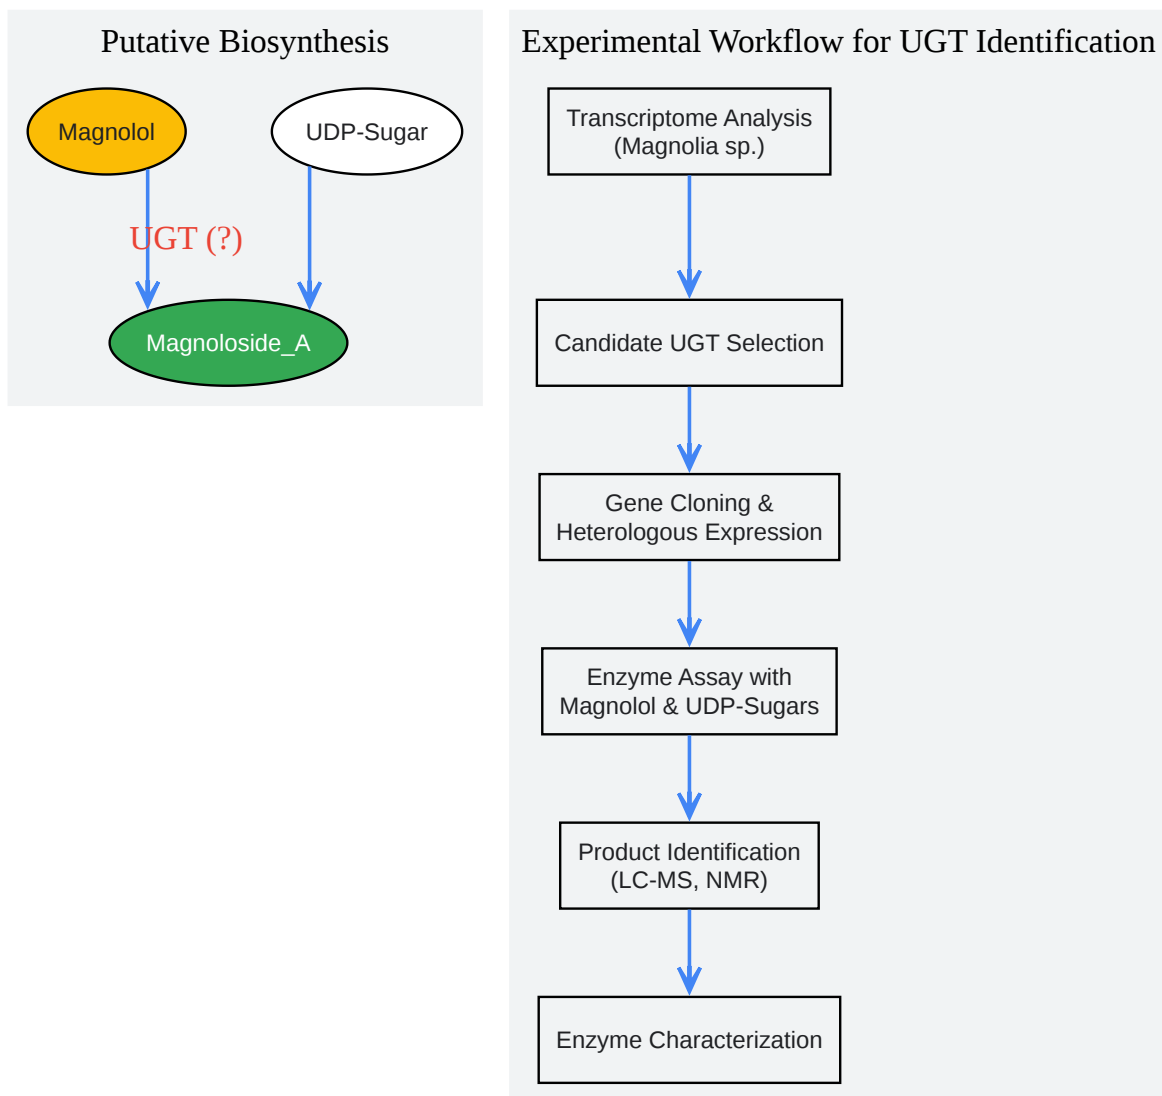 Putative Biosynthesis
Magnolol
UDP-Sugar
UGT (?)
Magnoloside_A
Experimental Workflow for UGT Identification
Transcriptome Analysis
(Magnolia sp.)
Candidate UGT Selection
Gene Cloning &
Heterologous Expression
Enzyme Assay with
Magnolol & UDP-Sugars
Product Identification
(LC-MS, NMR)
Enzyme Characterization